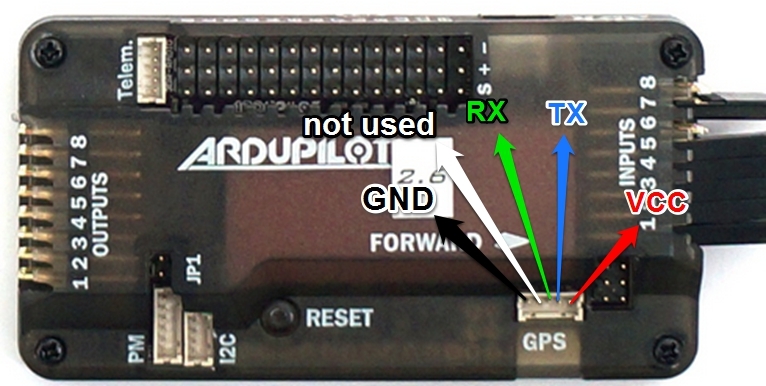 Telem.
S + -
not used
RX
TX
ARDUPILOT
2.6
GND
VCC
FORWARD
INPUTS
1 2 3 4 5 6 7 8
OUTPUTS
1 2 3 4 5 6 7 8
JP1
PM
I2C
RESET
GPS